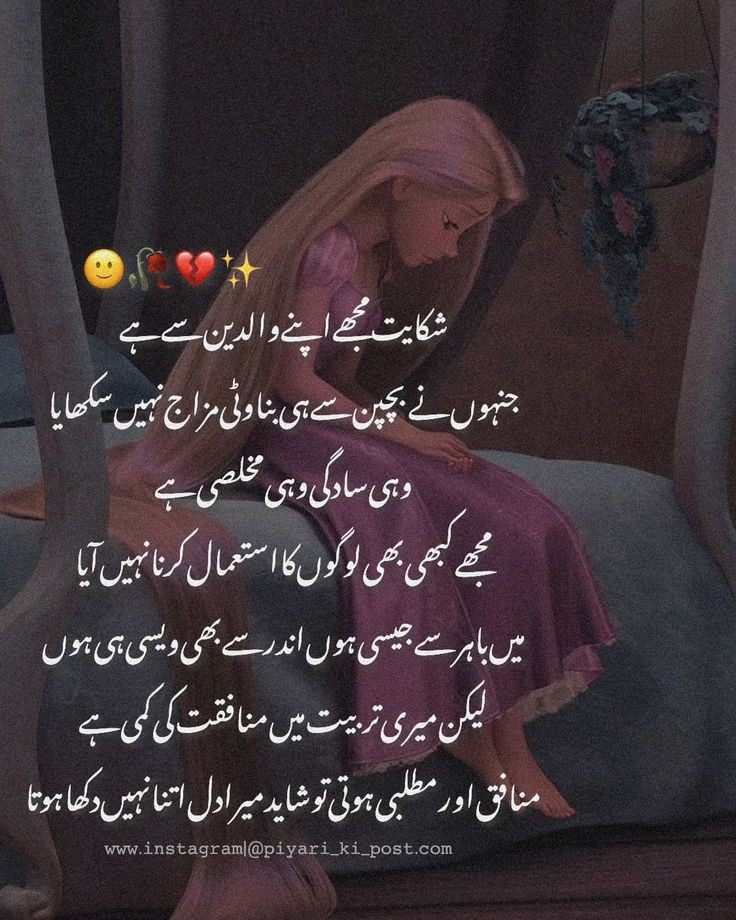 🙂🥀💔✨
شکایت مجھے اپنے والدین سے ہے
جنہوں نے بچپن سے ہی بناوٹی مزاج نہیں سکھایا
وہی سادگی وہی مخلصی ہے
مجھے کبھی بھی لوگوں کا استعمال کرنا نہیں آیا
میں باہر سے جیسی ہوں اندر سے بھی ویسی ہی ہوں
لیکن میری تربیت میں منافقت کی کمی ہے
منافق اور مطلبی ہوتی تو شاید میرا دل اتنا نہیں دکھا ہوتا
www.instagram|@piyari_ki_post.com